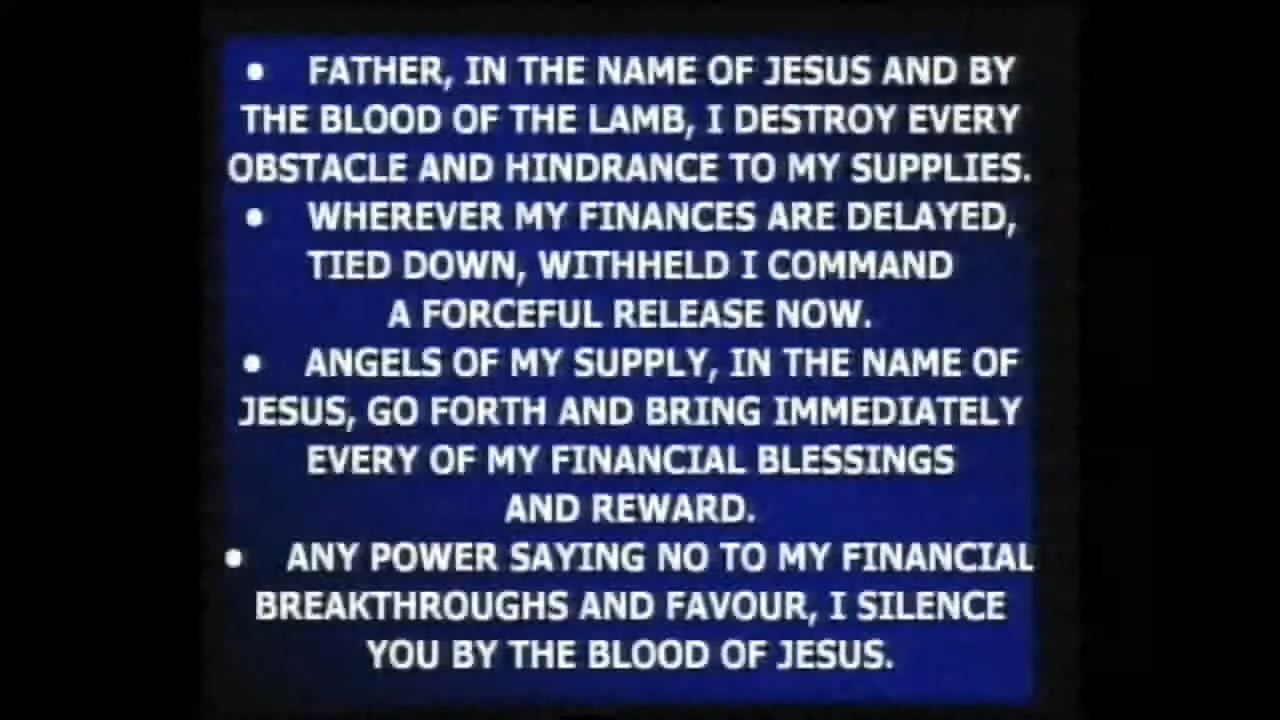 • FATHER, IN THE NAME OF JESUS AND BY
THE BLOOD OF THE LAMB, I DESTROY EVERY
OBSTACLE AND HINDRANCE TO MY SUPPLIES.
• WHEREVER MY FINANCES ARE DELAYED,
TIED DOWN, WITHHELD I COMMAND
A FORCEFUL RELEASE NOW.
• ANGELS OF MY SUPPLY, IN THE NAME OF
JESUS, GO FORTH AND BRING IMMEDIATELY
EVERY OF MY FINANCIAL BLESSINGS
AND REWARD.
• ANY POWER SAYING NO TO MY FINANCIAL
BREAKTHROUGHS AND FAVOUR, I SILENCE
YOU BY THE BLOOD OF JESUS.